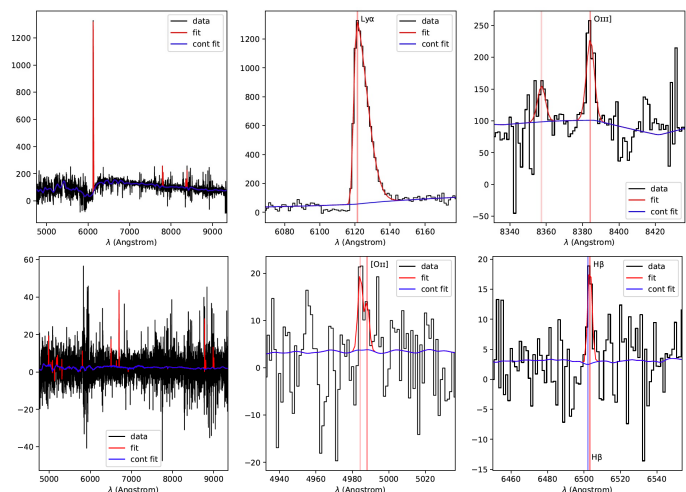 data
fit
cont fit
1200
1000
800
600
400
200
0
5000 6000 7000 8000 9000
λ (Angstrom)
Lyα
data
fit
cont fit
1200
1000
800
600
400
200
0
6080 6100 6120 6140 6160
λ (Angstrom)
OIII]
250
200
150
100
50
0
−50
data
fit
cont fit
8340 8360 8380 8400 8420
λ (Angstrom)
60
40
20
0
−20
−40
data
fit
cont fit
5000 6000 7000 8000 9000
λ (Angstrom)
[OII]
data
fit
cont fit
20
10
0
−10
−20
4940 4960 4980 5000 5020
λ (Angstrom)
Hβ
data
fit
cont fit
20
15
10
5
0
−5
−10
−15
Hβ
6460 6480 6500 6520 6540
λ (Angstrom)